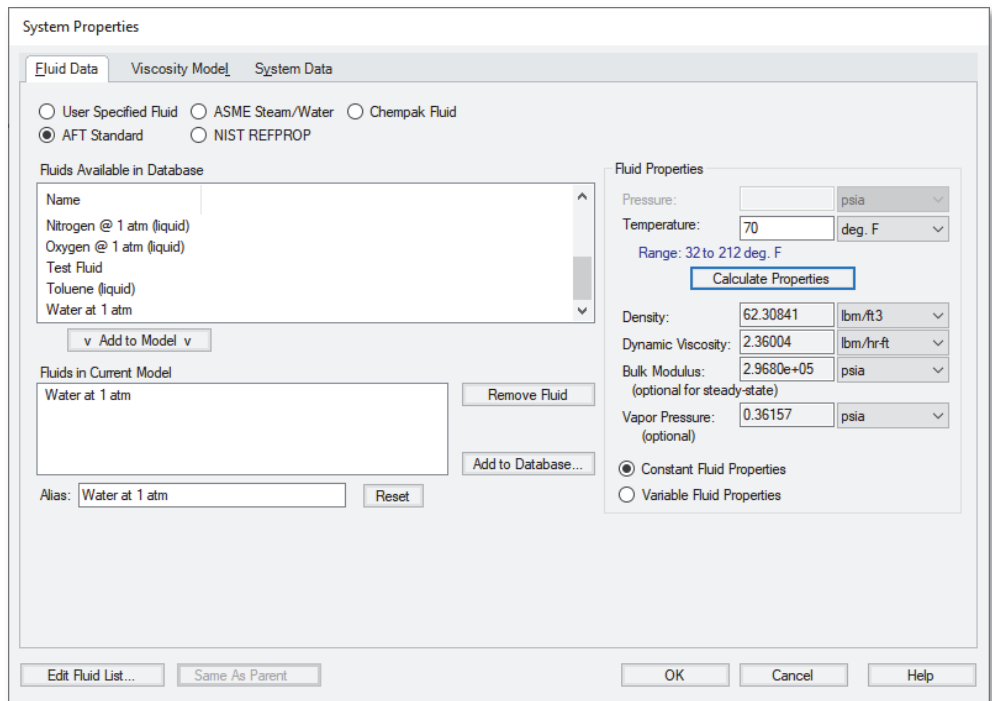 System Properties
Fluid Data Viscosity Model System Data
User Specified Fluid ASME Steam/Water Chempak Fluid
AFT Standard NIST REFPROP
Fluids Available in Database
Name
Nitrogen @ 1 atm (liquid)
Oxygen @ 1 atm (liquid)
Test Fluid
Toluene (liquid)
Water at 1 atm
v Add to Model v
Fluids in Current Model
Water at 1 atm
Remove Fluid
Add to Database...
Alias: Water at 1 atm Reset
Fluid Properties
Pressure: psia
Temperature: 70 deg. F
Range: 32 to 212 deg. F
Calculate Properties
Density: 62.30841 lbm/ft3
Dynamic Viscosity: 2.36004 lbm/hr-ft
Bulk Modulus: 2.9680e+05 psia
(optional for steady-state)
Vapor Pressure: 0.36157 psia
(optional)
Constant Fluid Properties
Variable Fluid Properties
Edit Fluid List... Same As Parent OK Cancel Help